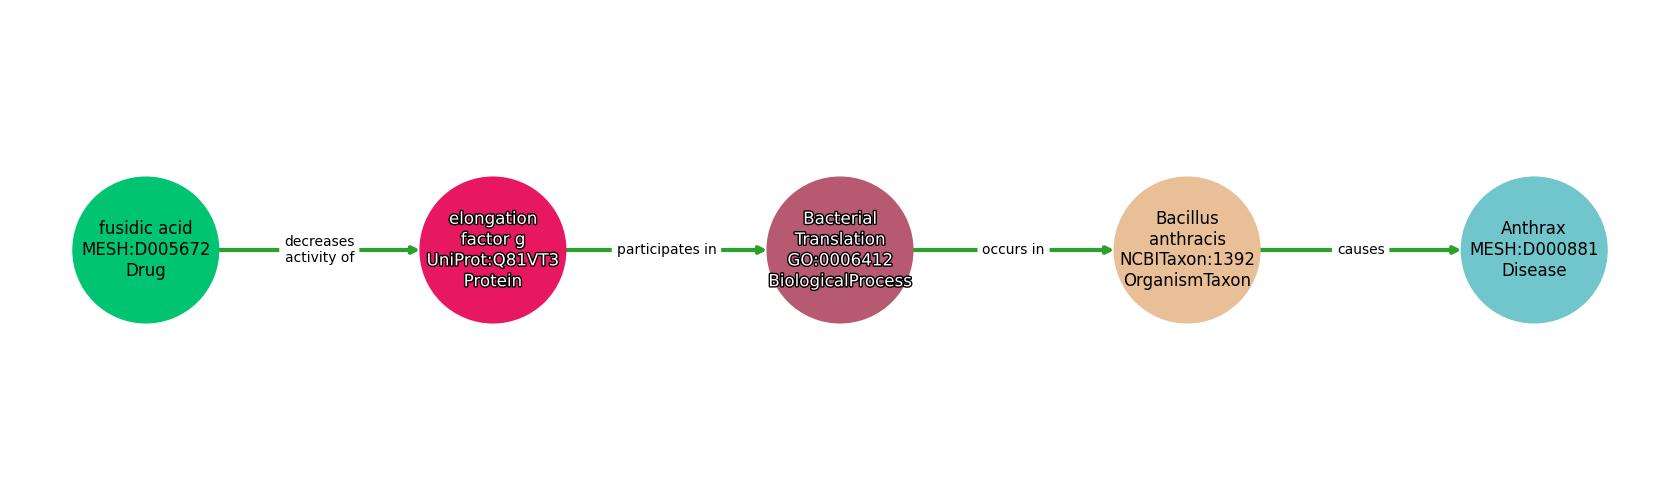 fusidic acid
MESH:D005672
Drug
decreases
activity of
elongation
factor g
UniProt:Q81VT3
Protein
participates in
Bacterial
Translation
GO:0006412
BiologicalProcess
occurs in
Bacillus
anthracis
NCBITaxon:1392
OrganismTaxon
causes
Anthrax
MESH:D000881
Disease